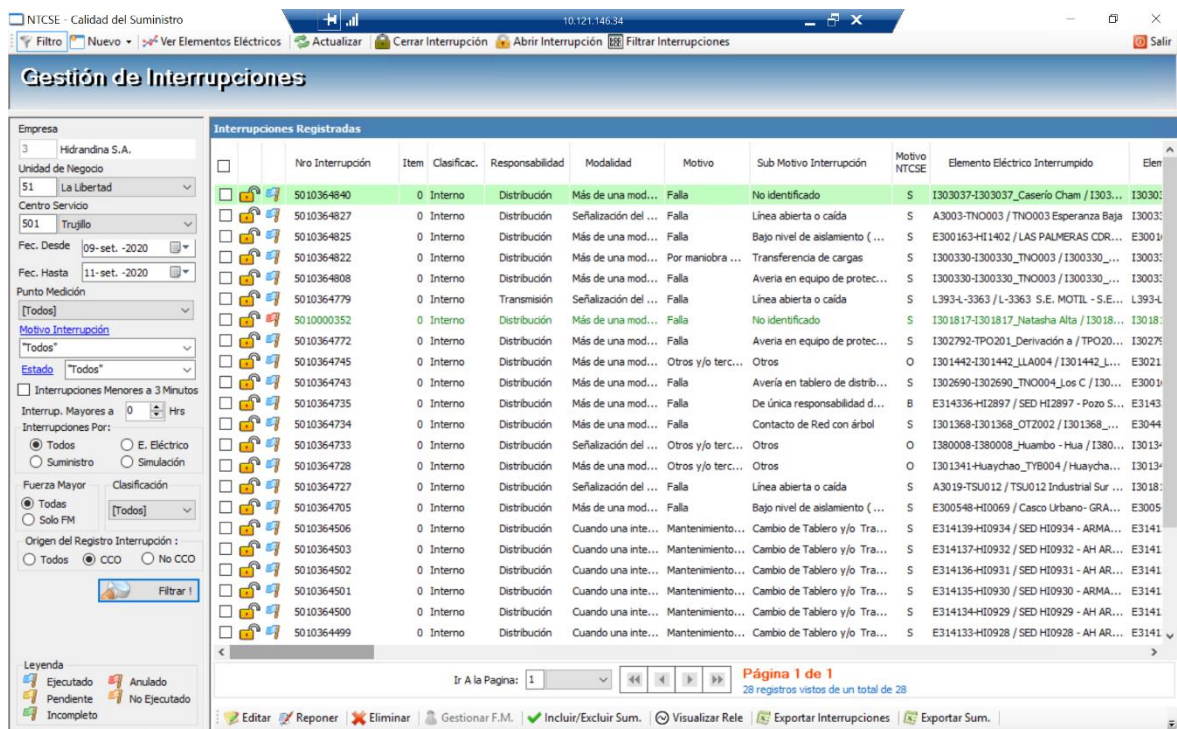 NTCSE - Calidad del Suministro
10.121.146.34
Filtro Nuevo Ver Elementos Eléctricos Actualizar Cerrar Interrupción Abrir Interrupción Filtrar Interrupciones Salir
Gestión de Interrupciones
Empresa
3 Hidrandina S.A.
Unidad de Negocio
51 La Libertad
Centro Servicio
501 Trujillo
Fec. Desde 09-set. -2020
Fec. Hasta 11-set. -2020
Punto Medición
[Todos]
Motivo Interrupción
"Todos"
Estado "Todos"
Interrupciones Menores a 3 Minutos
Interrup. Mayores a 0 Hrs
Interrupciones Por:
Todos E. Eléctrico
Suministro Simulación
Fuerza Mayor Clasificación
Todas [Todos]
Solo FM
Origen del Registro Interrupción :
Todos CCO No CCO
Filtrar !
Leyenda
Ejecutado Anulado
Pendiente No Ejecutado
Incompleto
Interrupciones Registradas
Nro Interrupción Item Clasificac. Responsabilidad Modalidad Motivo Sub Motivo Interrupción Motivo NTCSE Elemento Eléctrico Interrumpido Elem
5010364840 0 Interno Distribución Más de una mod... Falla No identificado S I303037-I303037_Caserío Cham / I303... I30303
5010364827 0 Interno Distribución Señalización del ... Falla Línea abierta o caída S A3003-TNO003 / TNO003 Esperanza Baja I30033
5010364825 0 Interno Distribución Más de una mod... Falla Bajo nivel de aislamiento ( ... S E300163-HI1402 / LAS PALMERAS CDR... E30016
5010364822 0 Interno Distribución Más de una mod... Por maniobra ... Transferencia de cargas S I300330-I300330_TNO003 / I300330_... I30033
5010364808 0 Interno Distribución Más de una mod... Falla Averia en equipo de protec... S I300330-I300330_TNO003 / I300330_... I30033
5010364779 0 Interno Transmisión Señalización del ... Falla Línea abierta o caída S L393-L-3363 / L-3363 S.E. MOTIL - S.E... L393-L
5010000352 0 Interno Distribución Más de una mod... Falla No identificado S I301817-I301817_Natasha Alta / I3018... I30181
5010364772 0 Interno Distribución Más de una mod... Falla Averia en equipo de protec... S I302792-TPO201_Derivación a / TPO20... I30279
5010364745 0 Interno Distribución Más de una mod... Otros y/o terc... Otros O I301442-I301442_LLA004 / I301442_L... E3021
5010364743 0 Interno Distribución Más de una mod... Falla Avería en tablero de distrib... S I302690-I302690_TNO004_Los C / I30... E3001
5010364735 0 Interno Distribución Más de una mod... Falla De única responsabilidad d... B E314336-HI2897 / SED HI2897 - Pozo S... E3143
5010364734 0 Interno Distribución Más de una mod... Falla Contacto de Red con árbol S I301368-I301368_OTZ002 / I301368_... E3044
5010364733 0 Interno Distribución Señalización del ... Otros y/o terc... Otros O I380008-I380008_Huambo - Hua / I380... I30134
5010364728 0 Interno Distribución Más de una mod... Otros y/o terc... Otros O I301341-Huaychao_TYB004 / Huaycha... I30134
5010364727 0 Interno Distribución Señalización del ... Falla Línea abierta o caída S A3019-TSU012 / TSU012 Industrial Sur ... I3018
5010364705 0 Interno Distribución Más de una mod... Falla Bajo nivel de aislamiento ( ... S E300548-HI0069 / Casco Urbano- GRA... E3005
5010364506 0 Interno Distribución Cuando una inte... Mantenimiento... Cambio de Tablero y/o Tra... S E314139-HI0934 / SED HI0934 - ARMA... E3141
5010364503 0 Interno Distribución Cuando una inte... Mantenimiento... Cambio de Tablero y/o Tra... S E314137-HI0932 / SED HI0932 - AH AR... E3141
5010364502 0 Interno Distribución Cuando una inte... Mantenimiento... Cambio de Tablero y/o Tra... S E314136-HI0931 / SED HI0931 - AH AR... E3141
5010364501 0 Interno Distribución Cuando una inte... Mantenimiento... Cambio de Tablero y/o Tra... S E314135-HI0930 / SED HI0930 - ARMA... E3141
5010364500 0 Interno Distribución Cuando una inte... Mantenimiento... Cambio de Tablero y/o Tra... S E314134-HI0929 / SED HI0929 - AH AR... E3141
5010364499 0 Interno Distribución Cuando una inte... Mantenimiento... Cambio de Tablero y/o Tra... S E314133-HI0928 / SED HI0928 - AH AR... E3141
Ir A la Pagina: 1 Página 1 de 1
28 registros vistos de un total de 28
Editar Reponer Eliminar Gestionar F.M. Incluir/Excluir Sum. Visualizar Rele Exportar Interrupciones Exportar Sum.